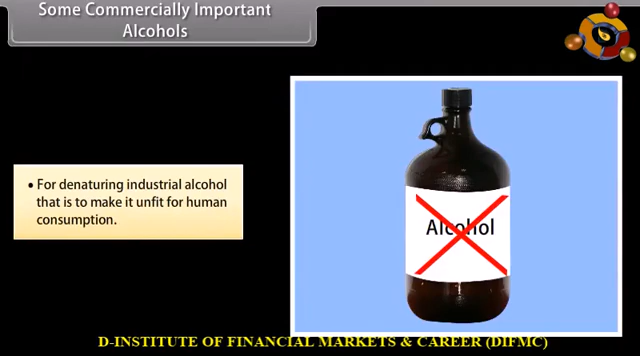 Some Commercially Important
Alcohols
• For denaturing industrial alcohol
that is to make it unfit for human
consumption.
Alcohol
D-INSTITUTE OF FINANCIAL MARKETS & CAREER (DIFMC)